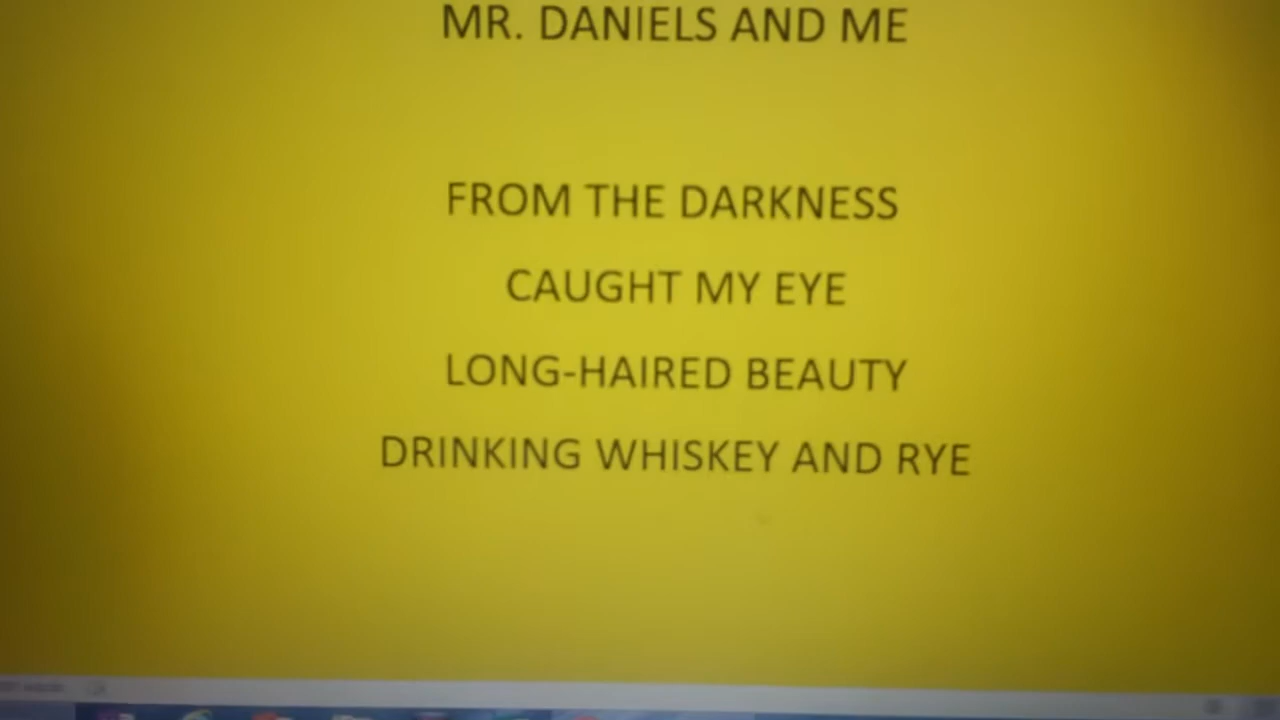 MR. DANIELS AND ME
FROM THE DARKNESS
CAUGHT MY EYE
LONG-HAIRED BEAUTY
DRINKING WHISKEY AND RYE